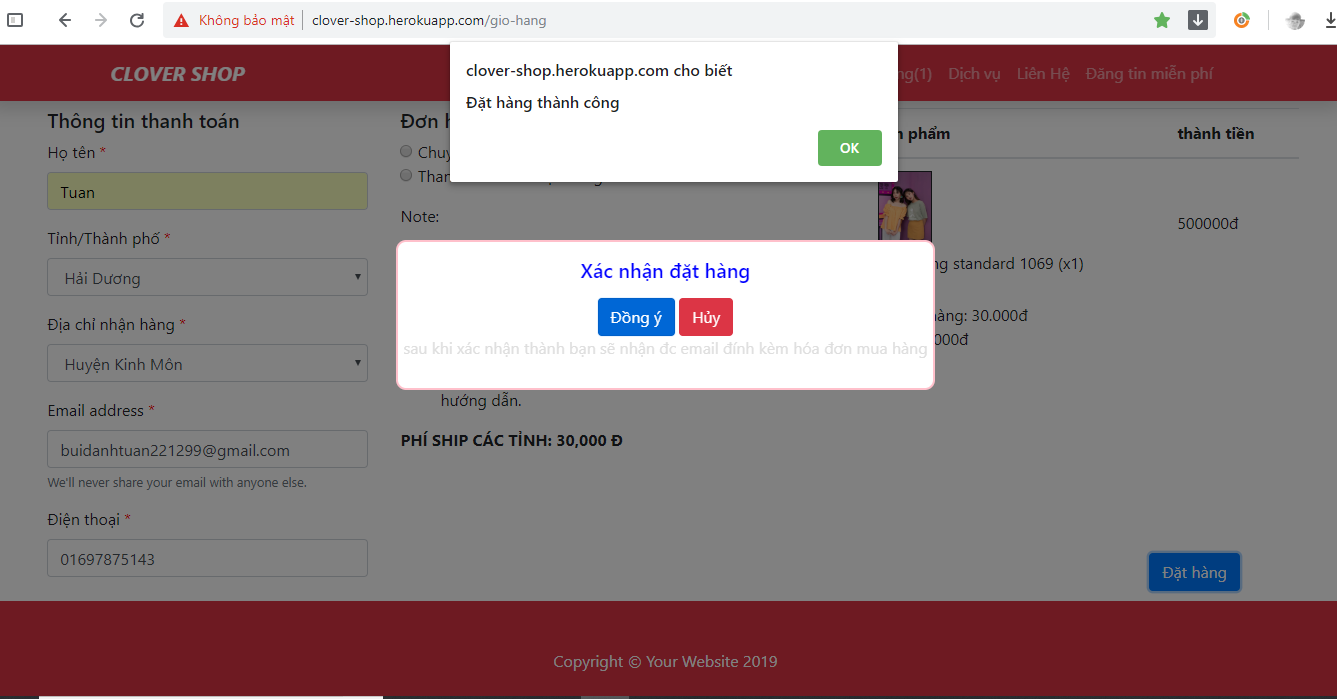 Không bảo mật clover-shop.herokuapp.com/gio-hang
CLOVER SHOP
ng(1) Dịch vụ Liên Hệ Đăng tin miễn phí
clover-shop.herokuapp.com cho biết
Đặt hàng thành công
OK
Thông tin thanh toán
Họ tên *
Tuan
Tỉnh/Thành phố *
Hải Dương
Địa chỉ nhận hàng *
Huyện Kinh Môn
Email address *
buidanhtuan221299@gmail.com
We'll never share your email with anyone else.
Điện thoại *
01697875143
Đơn h
Chuy
Than
Note:
Xác nhận đặt hàng
Đồng ý Hủy
sau khi xác nhận thành bạn sẽ nhận đc email đính kèm hóa đơn mua hàng
hướng dẫn.
PHÍ SHIP CÁC TỈNH: 30,000 Đ
n phẩm thành tiền
500000đ
ng standard 1069 (x1)
àng: 30.000đ
000đ
Đặt hàng
Copyright © Your Website 2019